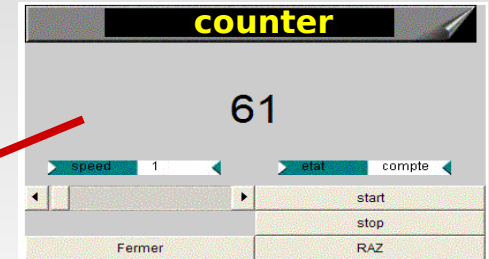 counter
61
speed 1 etat compte
start
stop
Fermer RAZ